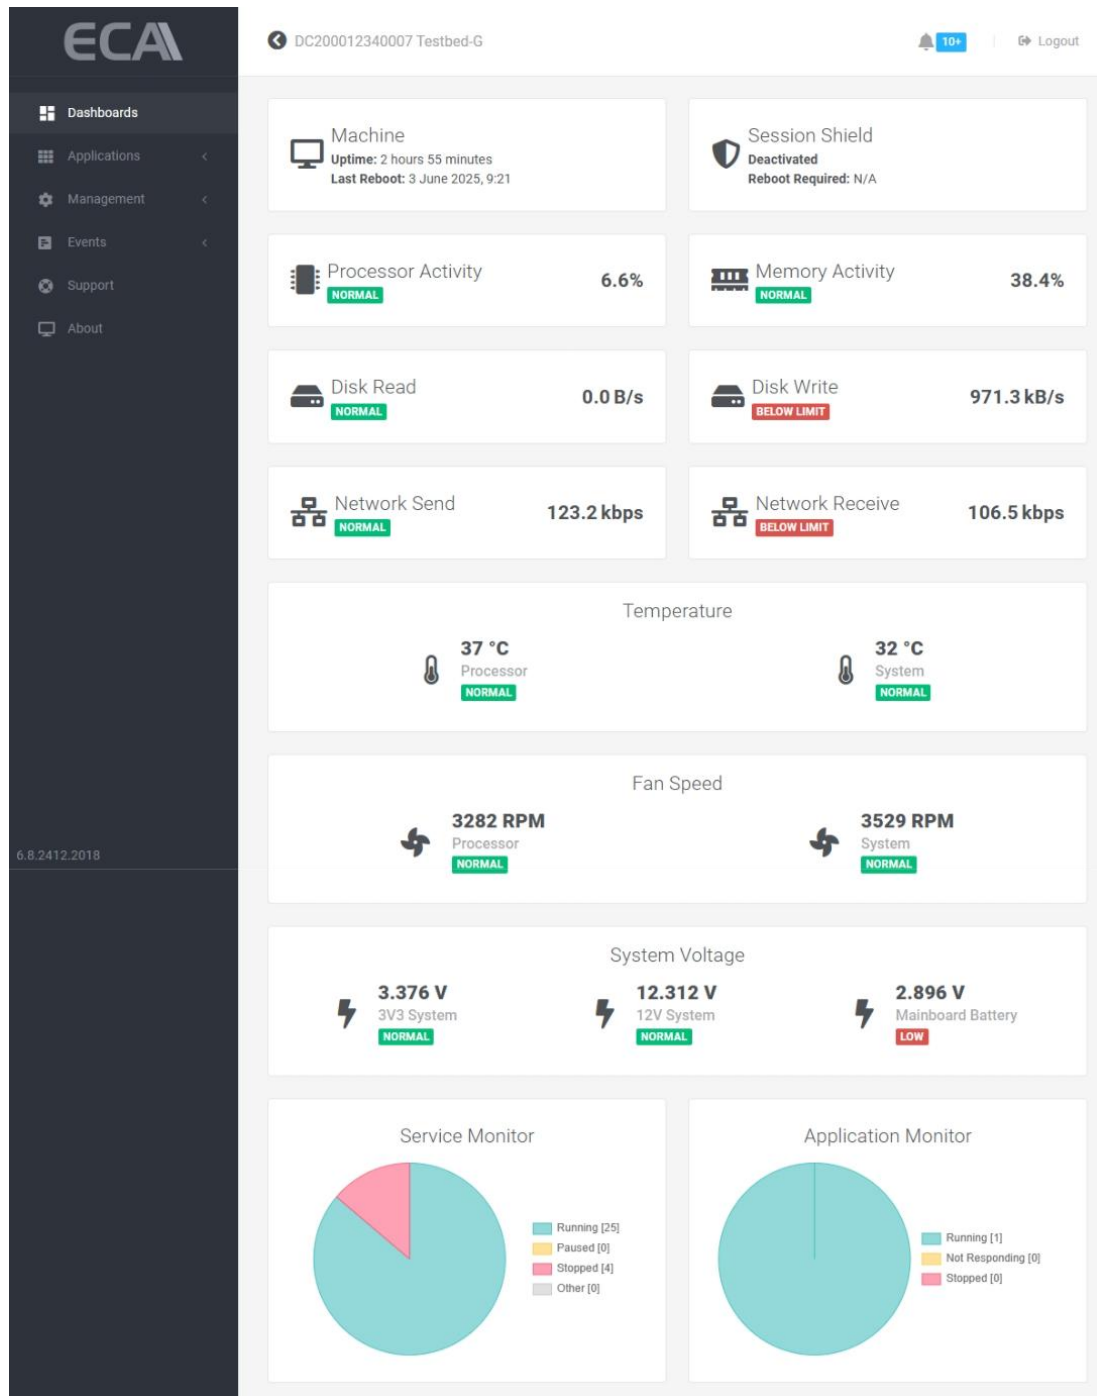 ECA
DC200012340007 Testbed-G
10+
Logout
Dashboards
Applications
Management
Events
Support
About
6.8.2412.2018
Machine
Uptime: 2 hours 55 minutes
Last Reboot: 3 June 2025, 9:21
Session Shield
Deactivated
Reboot Required: N/A
Processor Activity
NORMAL
6.6%
Memory Activity
NORMAL
38.4%
Disk Read
NORMAL
0.0 B/s
Disk Write
BELOW LIMIT
971.3 kB/s
Network Send
NORMAL
123.2 kbps
Network Receive
BELOW LIMIT
106.5 kbps
Temperature
37 °C
Processor
NORMAL
32 °C
System
NORMAL
Fan Speed
3282 RPM
Processor
NORMAL
3529 RPM
System
NORMAL
System Voltage
3.376 V
3V3 System
NORMAL
12.312 V
12V System
NORMAL
2.896 V
Mainboard Battery
LOW
Service Monitor
Running [25]
Paused [0]
Stopped [4]
Other [0]
Application Monitor
Running [1]
Not Responding [0]
Stopped [0]